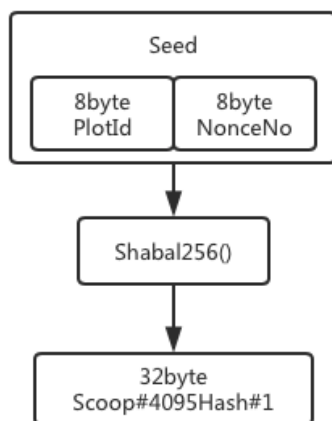 Seed
8byte 8byte
PlotId NonceNo
Shabal256()
32byte
Scoop#4095Hash#1